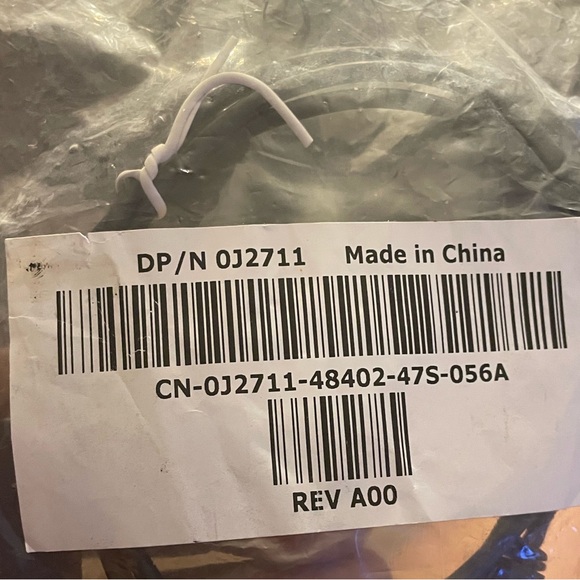 DP/N 0J2711 Made in China
CN-0J2711-48402-47S-056A
REV A00